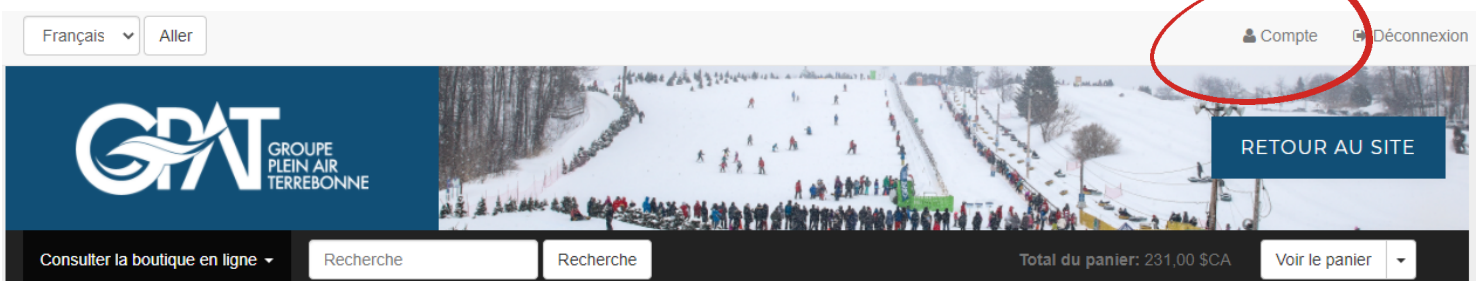 Français Aller Compte Déconnexion
GPAT
GROUPE
PLEIN AIR
TERREBONNE
RETOUR AU SITE
Consulter la boutique en ligne Recherche Recherche Total du panier: 231,00 $CA Voir le panier